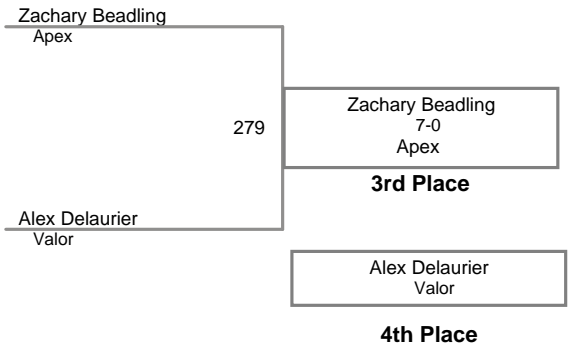 Zachary Beadling
Apex
279
Zachary Beadling
7-0
Apex
3rd Place
Alex Delaurier
Valor
Alex Delaurier
Valor
4th Place